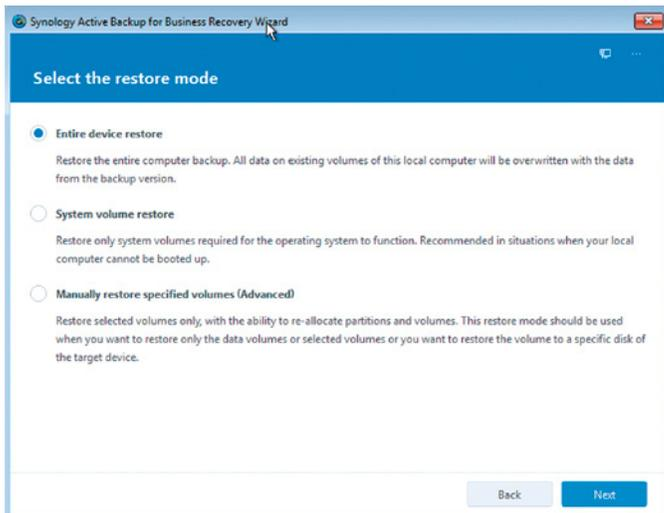 Synology Active Backup for Business Recovery Wizard
Select the restore mode
Entire device restore
Restore the entire computer backup. All data on existing volumes of this local computer will be overwritten with the data
from the backup version.
System volume restore
Restore only system volumes required for the operating system to function. Recommended in situations when your local
computer cannot be booted up.
Manually restore specified volumes (Advanced)
Restore selected volumes only, with the ability to re-allocate partitions and volumes. This restore mode should be used
when you want to restore only the data volumes or selected volumes or you want to restore the volume to a specific disk of
the target device.
Back
Next